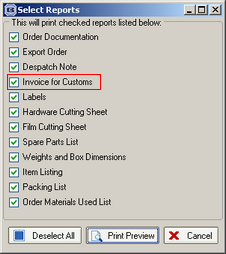 Select Reports
This will print checked reports listed below:
Order Documentation
Export Order
Despatch Note
Invoice for Customs
Labels
Hardware Cutting Sheet
Film Cutting Sheet
Spare Parts List
Weights and Box Dimensions
Item Listing
Packing List
Order Materials Used List
Deselect All
Print Preview
Cancel